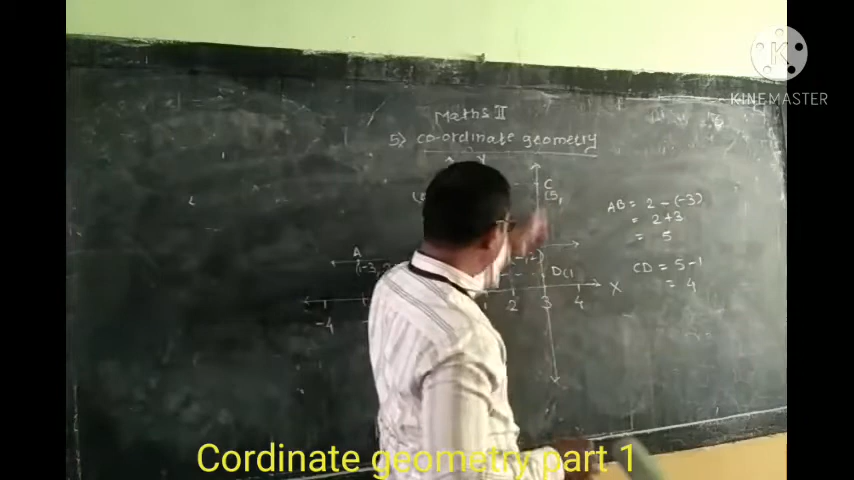 KINEMASTER
Maths II
5) co-ordinate geometry
Y
C
(5,
AB = 2 - (-3)
= 2+3
= 5
A
(-3, 2
D(1
CD = 5-1
= 4
X
-4
2 3 4
Cordinate geometry part 1